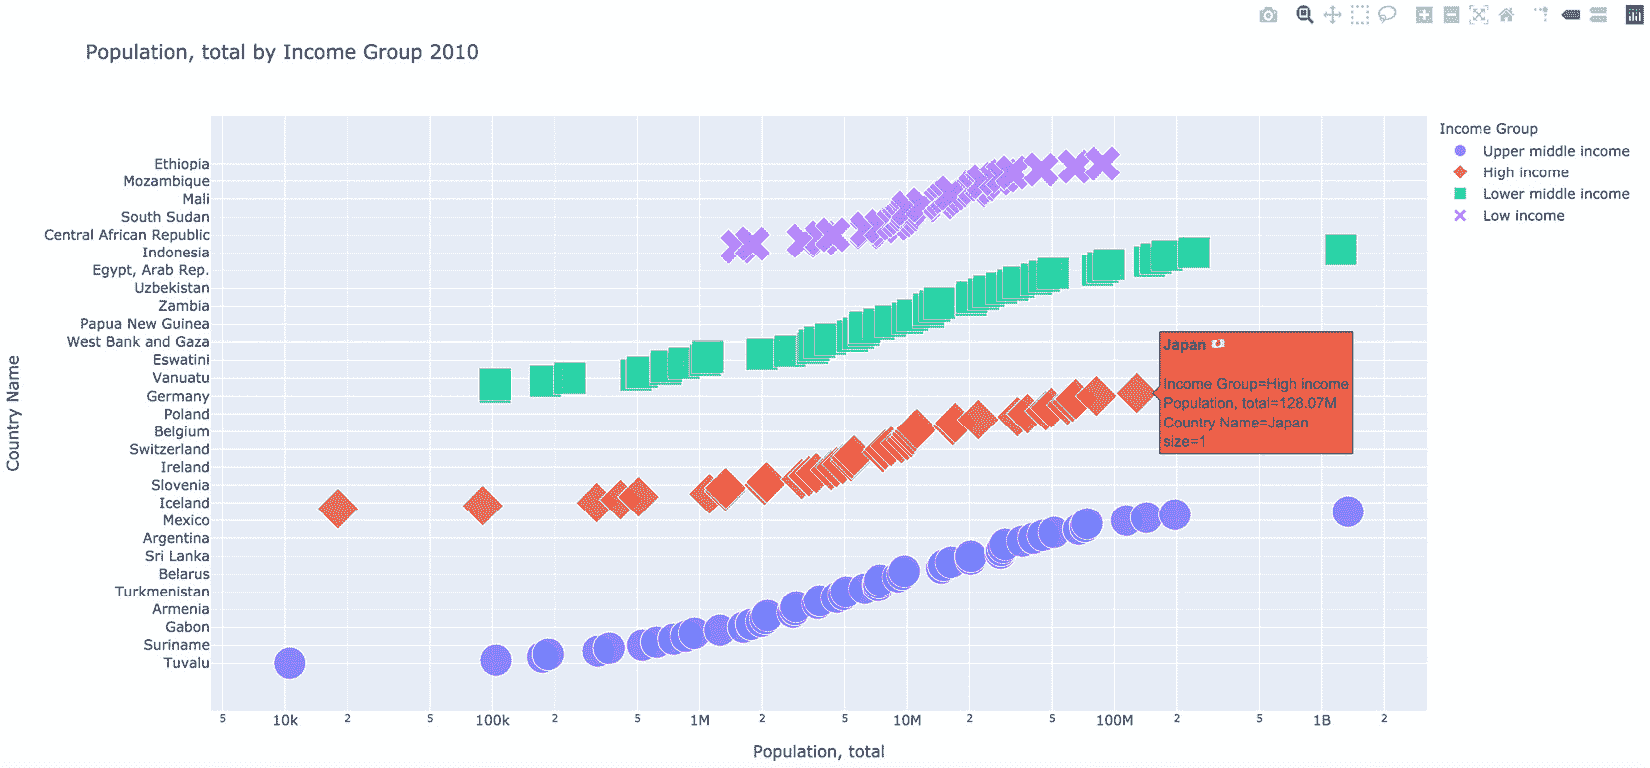 Population, total by Income Group 2010
Income Group
Upper middle income
High income
Lower middle income
Low income
Country Name
Ethiopia
Mozambique
Mali
South Sudan
Central African Republic
Indonesia
Egypt, Arab Rep.
Uzbekistan
Zambia
Papua New Guinea
West Bank and Gaza
Eswatini
Vanuatu
Germany
Poland
Belgium
Switzerland
Ireland
Slovenia
Iceland
Mexico
Argentina
Sri Lanka
Belarus
Turkmenistan
Armenia
Gabon
Suriname
Tuvalu
Japan
Income Group=High income
Population, total=128.07M
Country Name=Japan
size=1
5 10k 2 5 100k 2 5 1M 2 5 10M 2 5 100M 2 5 1B 2
Population, total